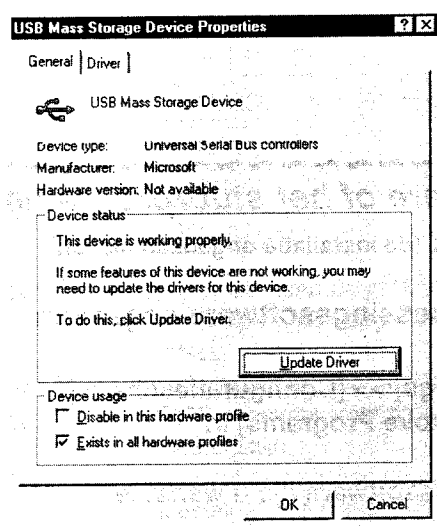 USB Mass Storage Device Properties
General Driver
USB Mass Storage Device
Device type: Universal Serial Bus controllers
Manufacturer: Microsoft
Hardware version: Not available
Device status
This device is working properly.
If some features of this device are not working, you may
need to update the drivers for this device.
To do this, click Update Driver.
Update Driver
Device usage
Disable in this hardware profile
Exists in all hardware profiles
OK Cancel